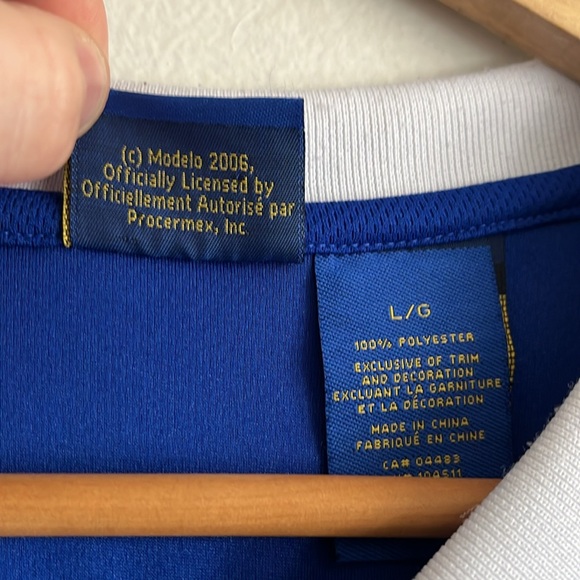 (c) Modelo 2006,
Officially Licensed by
Officiellement Autorisé par
Procermex, Inc.
L/G
100% POLYESTER
EXCLUSIVE OF TRIM
AND DECORATION
EXCLUANT LA GARNITURE
ET LA DÉCORATION
MADE IN CHINA
FABRIQUÉ EN CHINE
CA# 04483